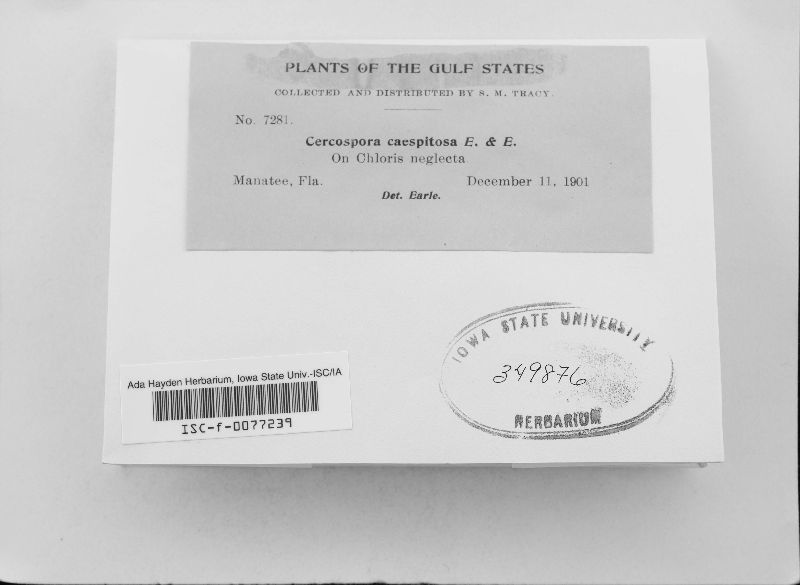 PLANTS OF THE GULF STATES
COLLECTED AND DISTRIBUTED BY S. M. TRACY.
No. 7281.
Cercospora caespitosa E. & E.
On Chloris neglecta
Manatee, Fla. December 11, 1901
Det. Earle.
IOWA STATE UNIVERSITY
349876
HERBARIUM
Ada Hayden Herbarium, Iowa State Univ.-ISC/IA
ISC-f-0077239